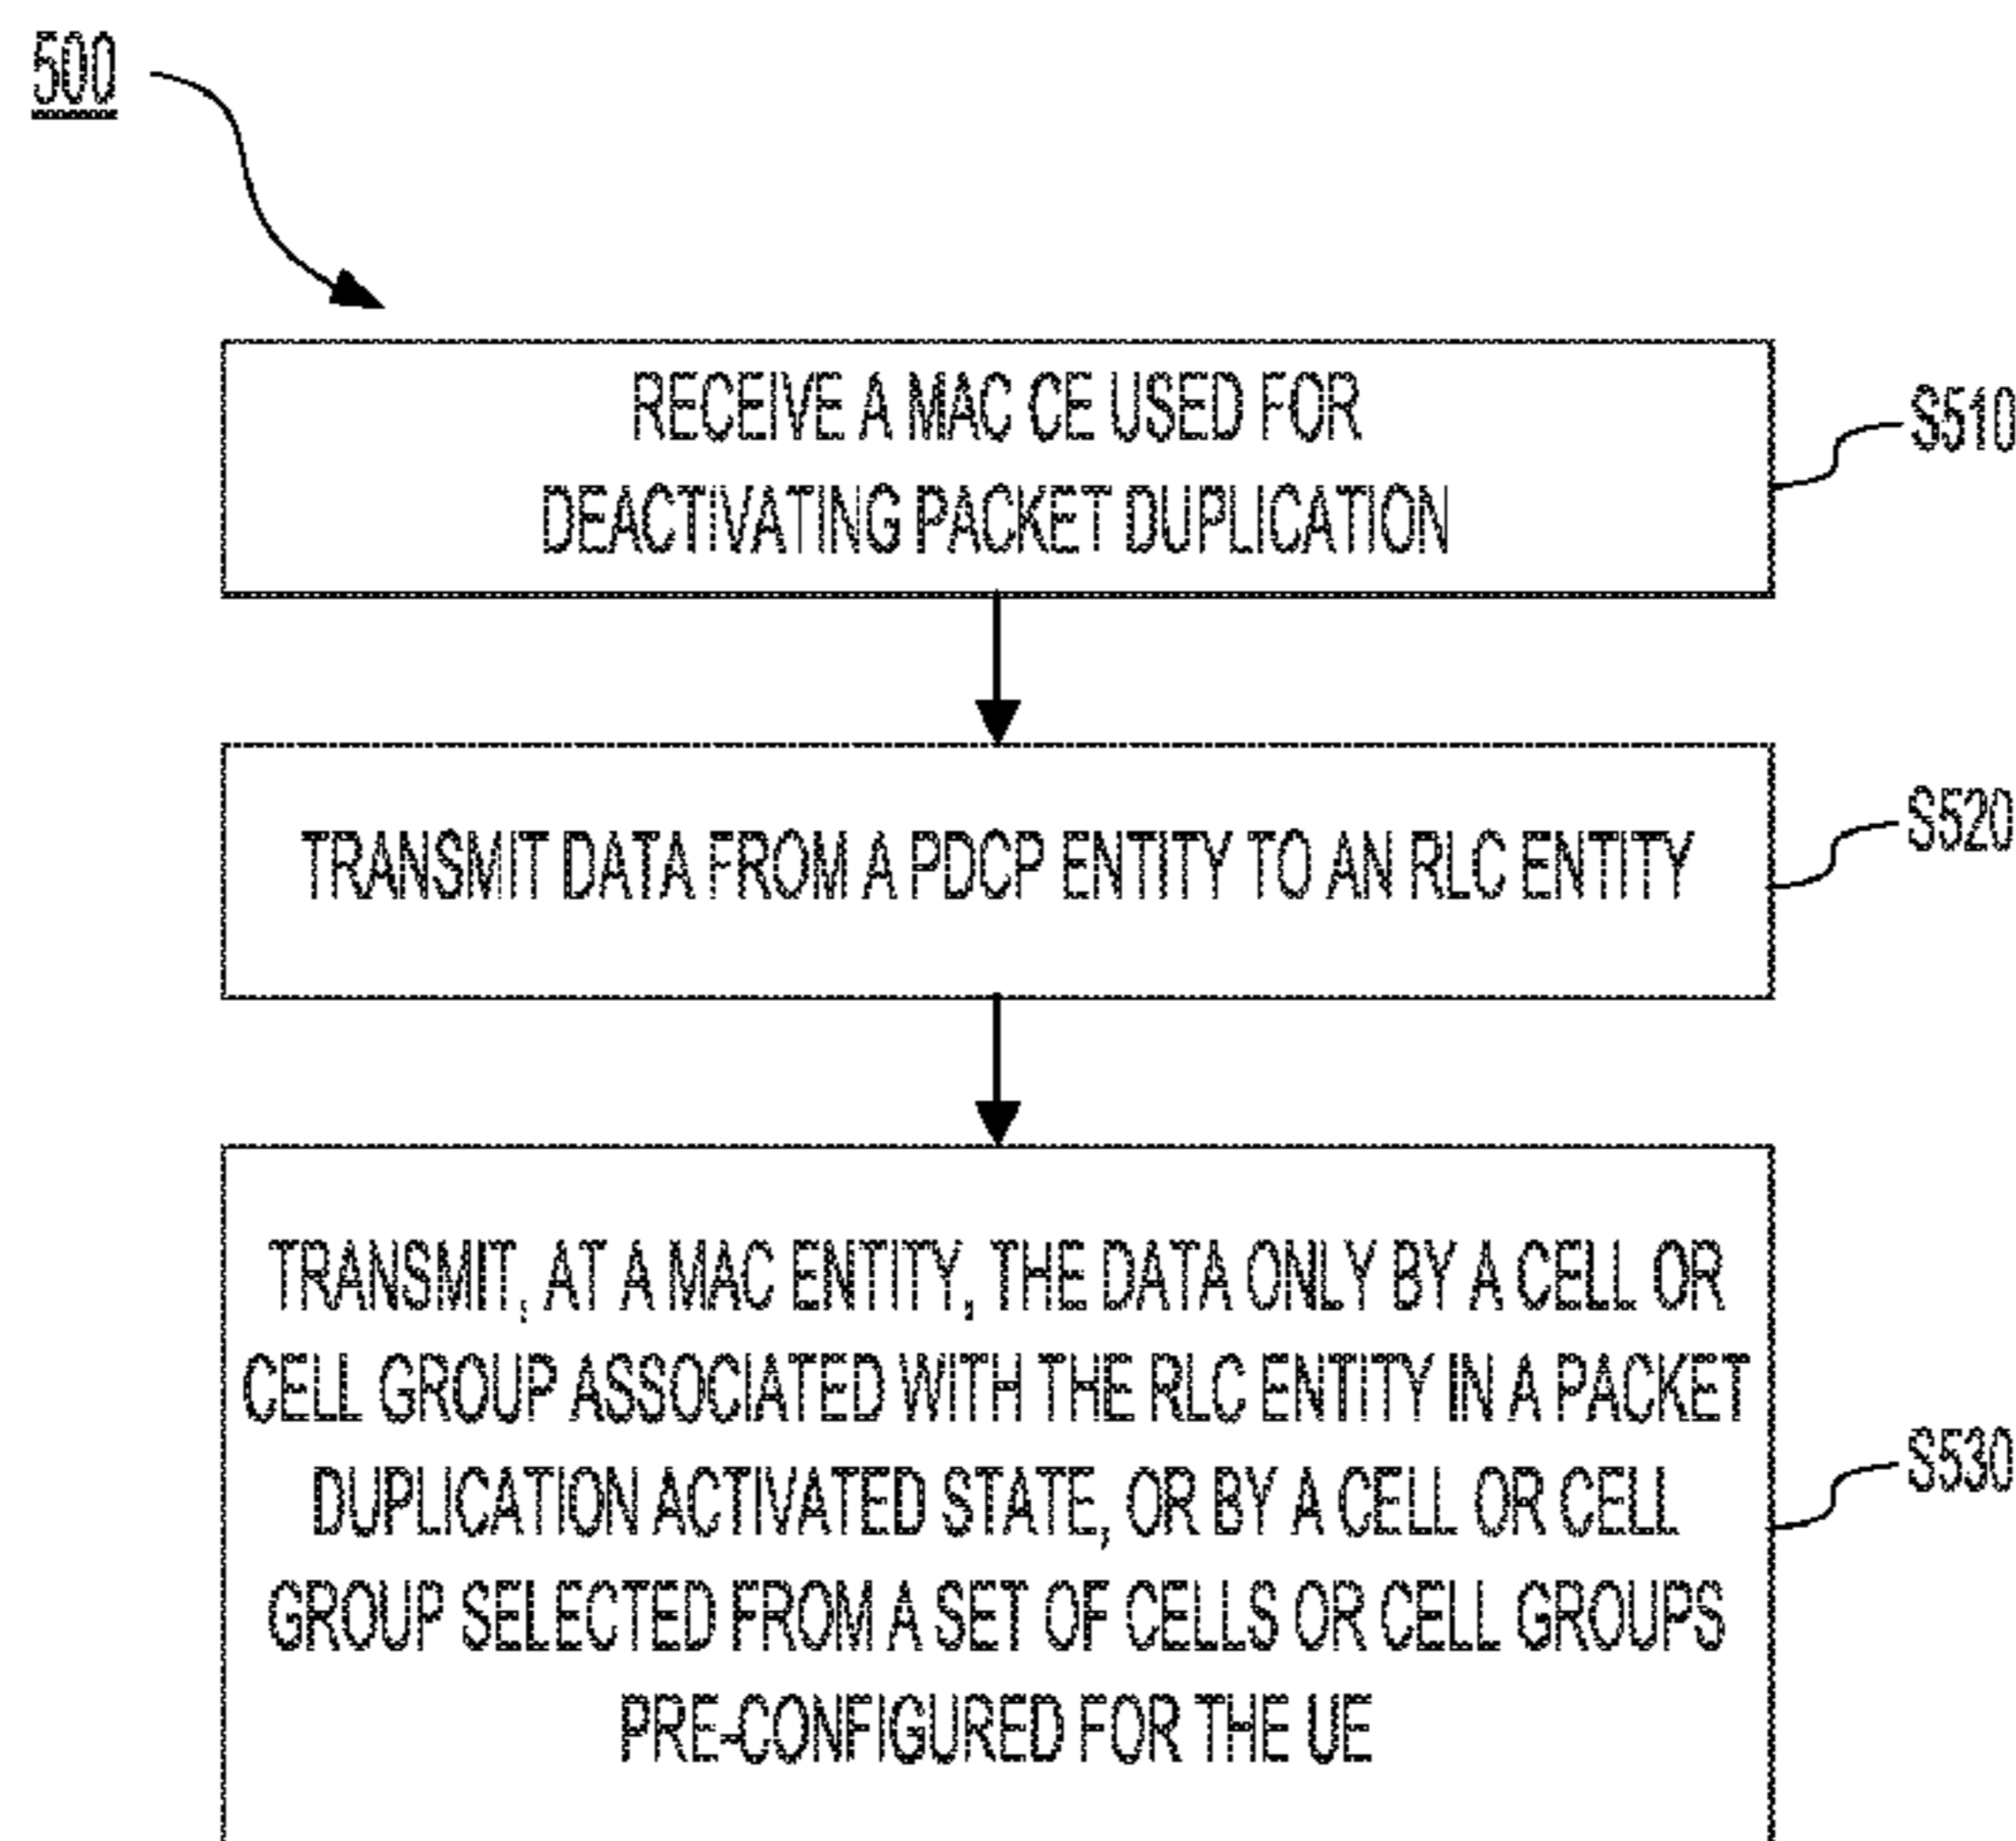 500
RECEIVE A MAC CE USED FOR
DEACTIVATING PACKET DUPLICATION
S510
TRANSMIT DATA FROM A PDCP ENTITY TO AN RLC ENTITY
S520
TRANSMIT, AT A MAC ENTITY, THE DATA ONLY BY A CELL OR
CELL GROUP ASSOCIATED WITH THE RLC ENTITY IN A PACKET
DUPLICATION ACTIVATED STATE, OR BY A CELL OR CELL
GROUP SELECTED FROM A SET OF CELLS OR CELL GROUPS
PRE-CONFIGURED FOR THE UE
S530